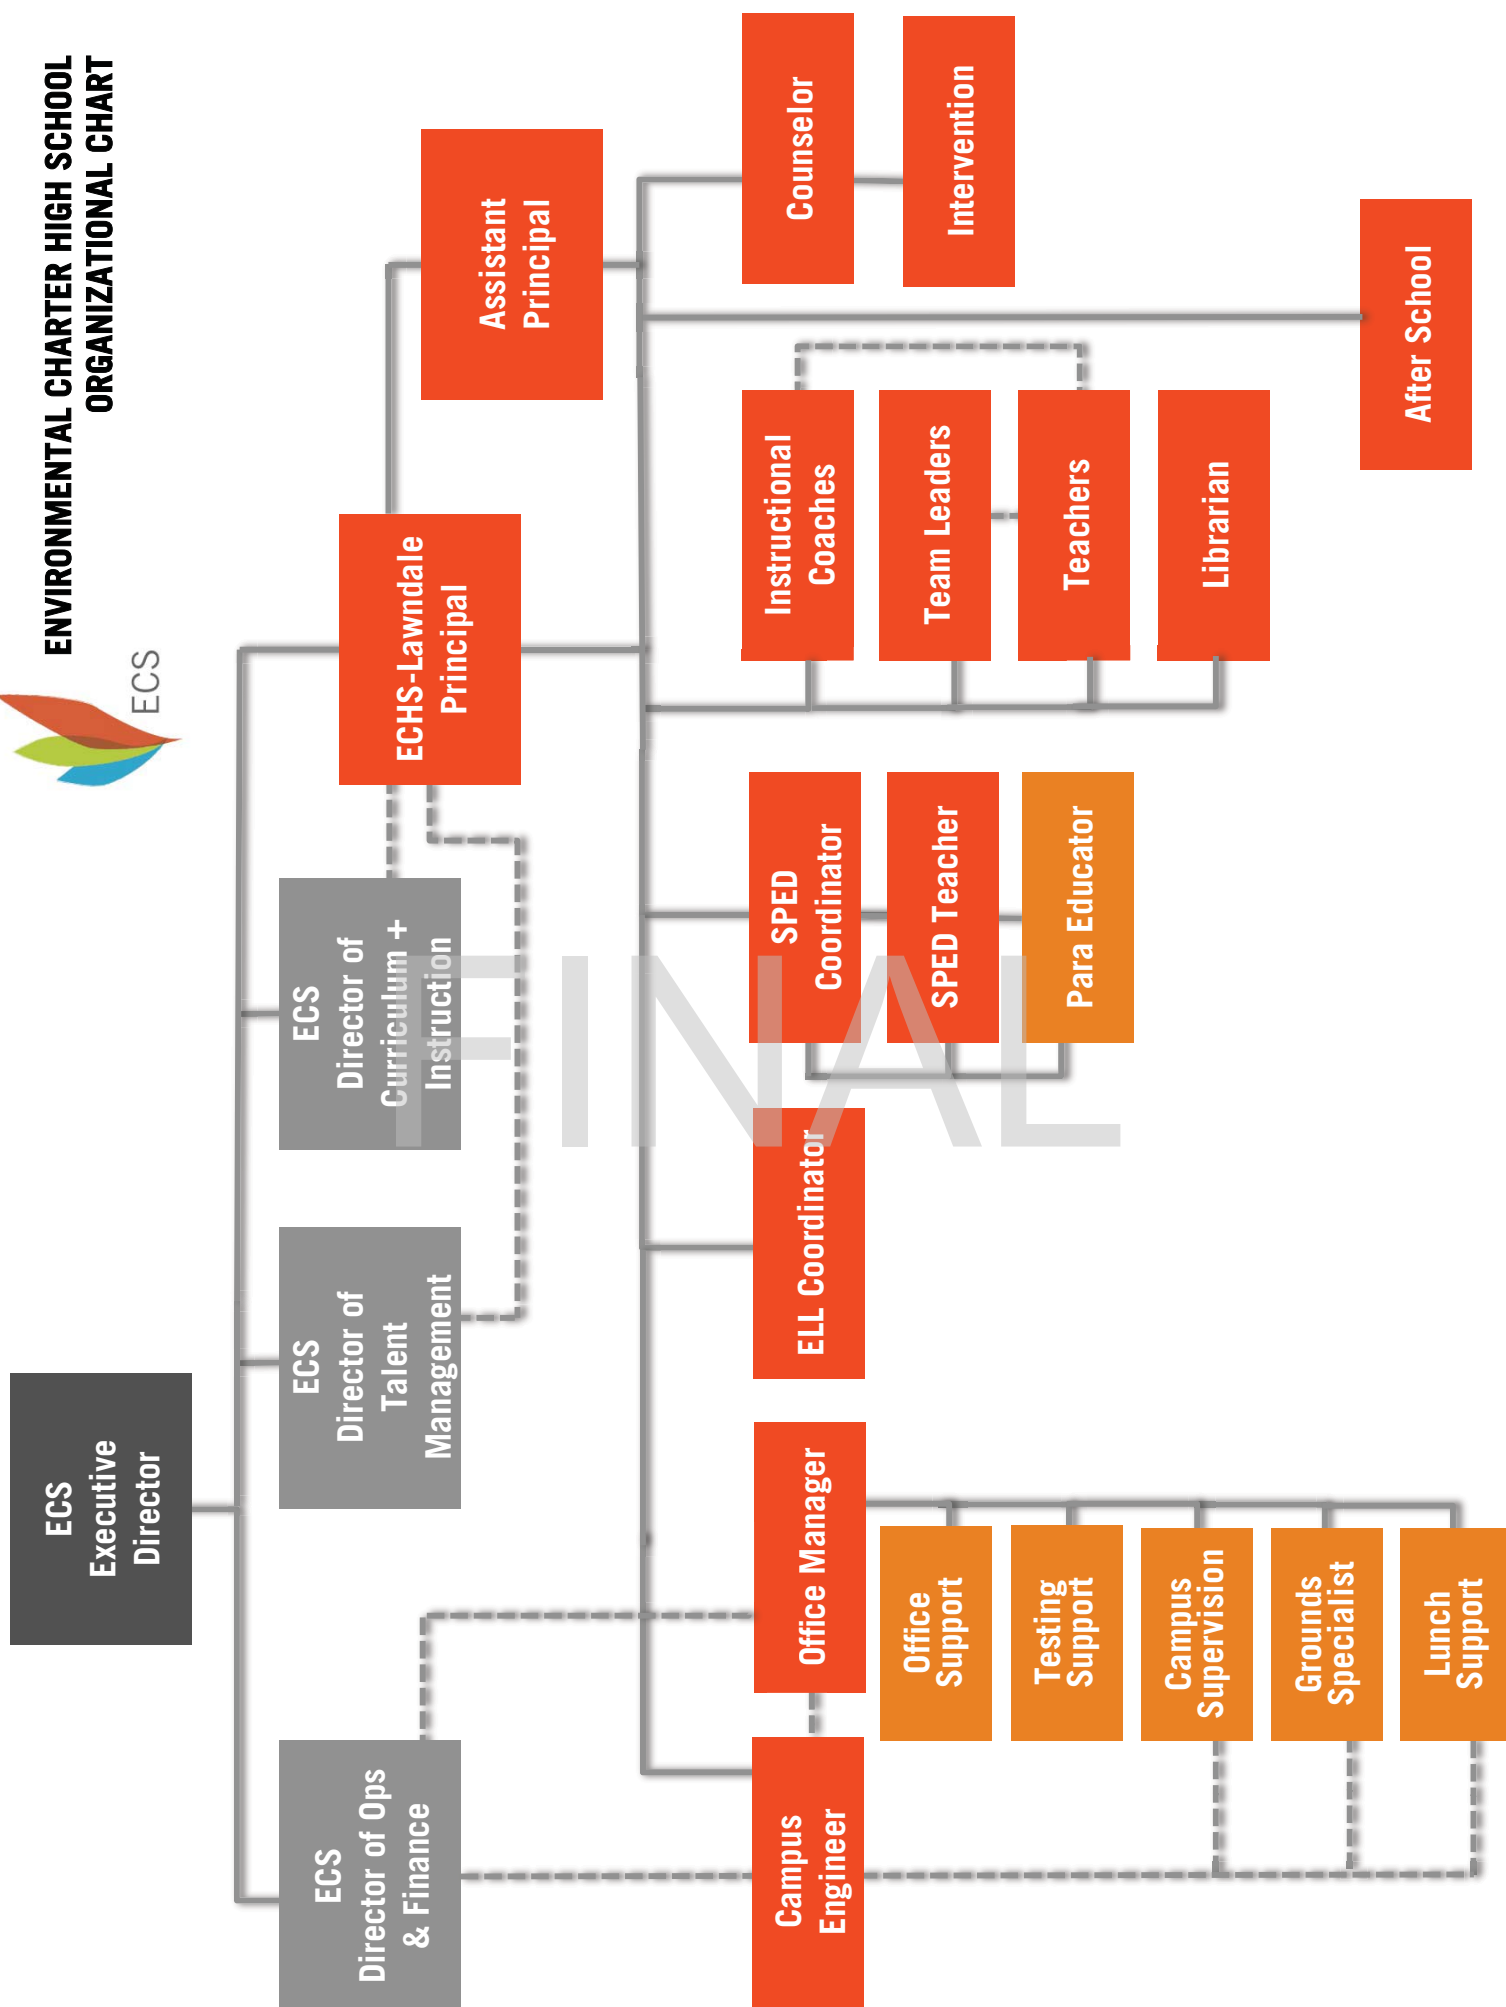 ENVIRONMENTAL CHARTER HIGH SCHOOL
ORGANIZATIONAL CHART
ECS
ECS
Executive
Director
ECS
Director of Ops
& Finance
ECS
Director of
Talent
Management
ECS
Director of
Curriculum +
Instruction
ECHS-Lawndale
Principal
Assistant
Principal
Campus
Engineer
Office Manager
ELL Coordinator
SPED
Coordinator
Instructional
Coaches
Counselor
Office
Support
SPED Teacher
Team Leaders
Intervention
Testing
Support
Para Educator
Teachers
Campus
Supervision
Librarian
Grounds
Specialist
After School
Lunch
Support
FINAL